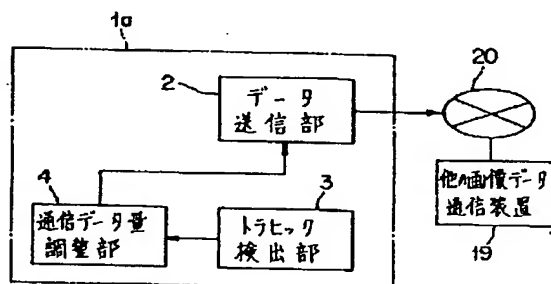 1a
2
データ
送信部
20
4
通信データ量
調整部
3
トラヒック
検出部
他の画像データ
通信装置
19